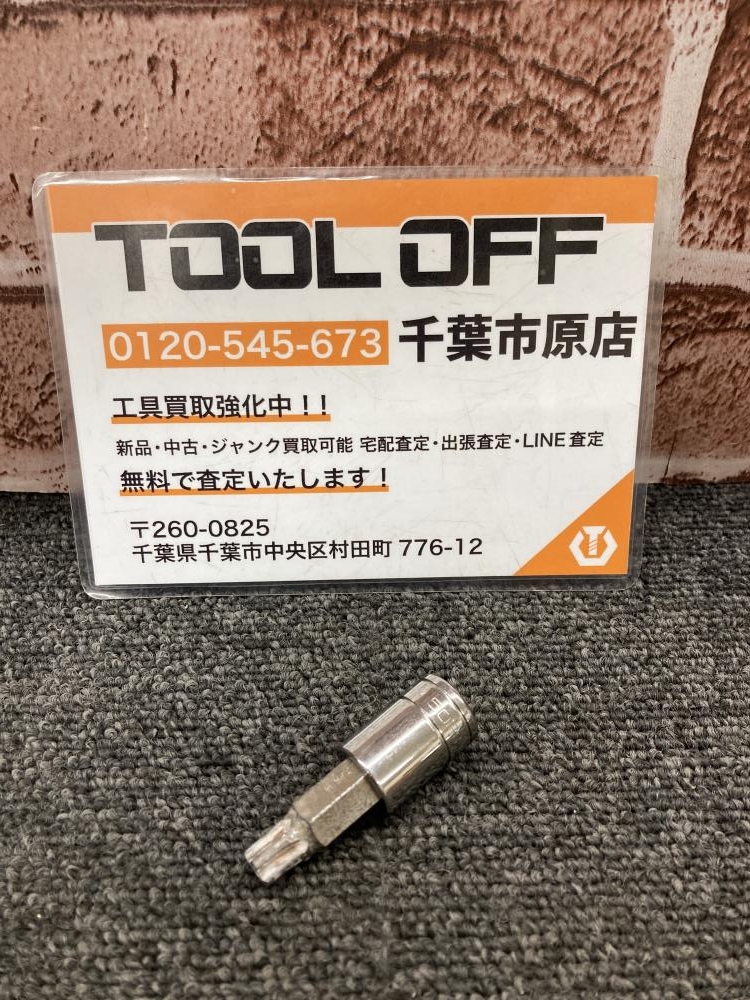 TOOL OFF
0120-545-673 千葉市原店
工具買取強化中！！
新品・中古・ジャンク買取可能 宅配査定・出張査定・LINE査定
無料で査定いたします！
〒260-0825
千葉県千葉市中央区村田町 776-12